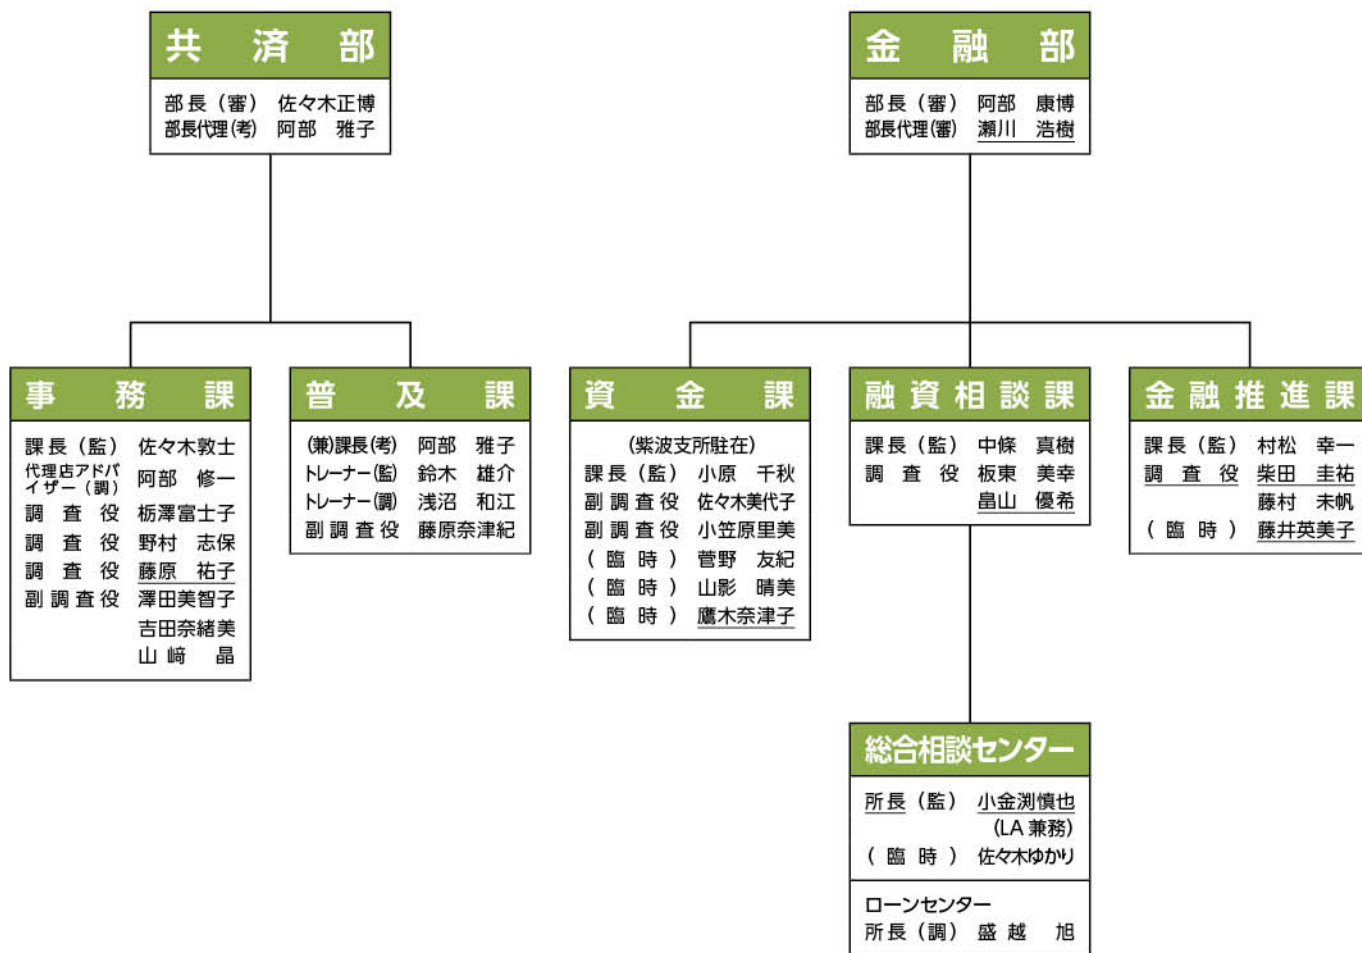 共済部
部長（審） 佐々木正博
部長代理（考） 阿部 雅子
金融部
部長（審） 阿部 康博
部長代理（審） 瀬川 浩樹
事務課
課長（監） 佐々木敦士
代理店アドバ
イザー（調） 阿部 修一
調査役 栃澤富士子
調査役 野村 志保
調査役 藤原 祐子
副調査役 澤田美智子
吉田奈緒美
山﨑 晶
普及課
（兼）課長（考） 阿部 雅子
トレーナー（監） 鈴木 雄介
トレーナー（調） 浅沼 和江
副調査役 藤原奈津紀
資金課
（紫波支所駐在）
課長（監） 小原 千秋
副調査役 佐々木美代子
副調査役 小笠原里美
（臨時） 菅野 友紀
（臨時） 山影 晴美
（臨時） 鷹木奈津子
融資相談課
課長（監） 中條 真樹
調査役 板東 美幸
畠山 優希
金融推進課
課長（監） 村松 幸一
調査役 柴田 圭祐
藤村 未帆
（臨時） 藤井英美子
総合相談センター
所長（監） 小金渕慎也
（LA兼務）
（臨時） 佐々木ゆかり
ローンセンター
所長（調） 盛越 旭